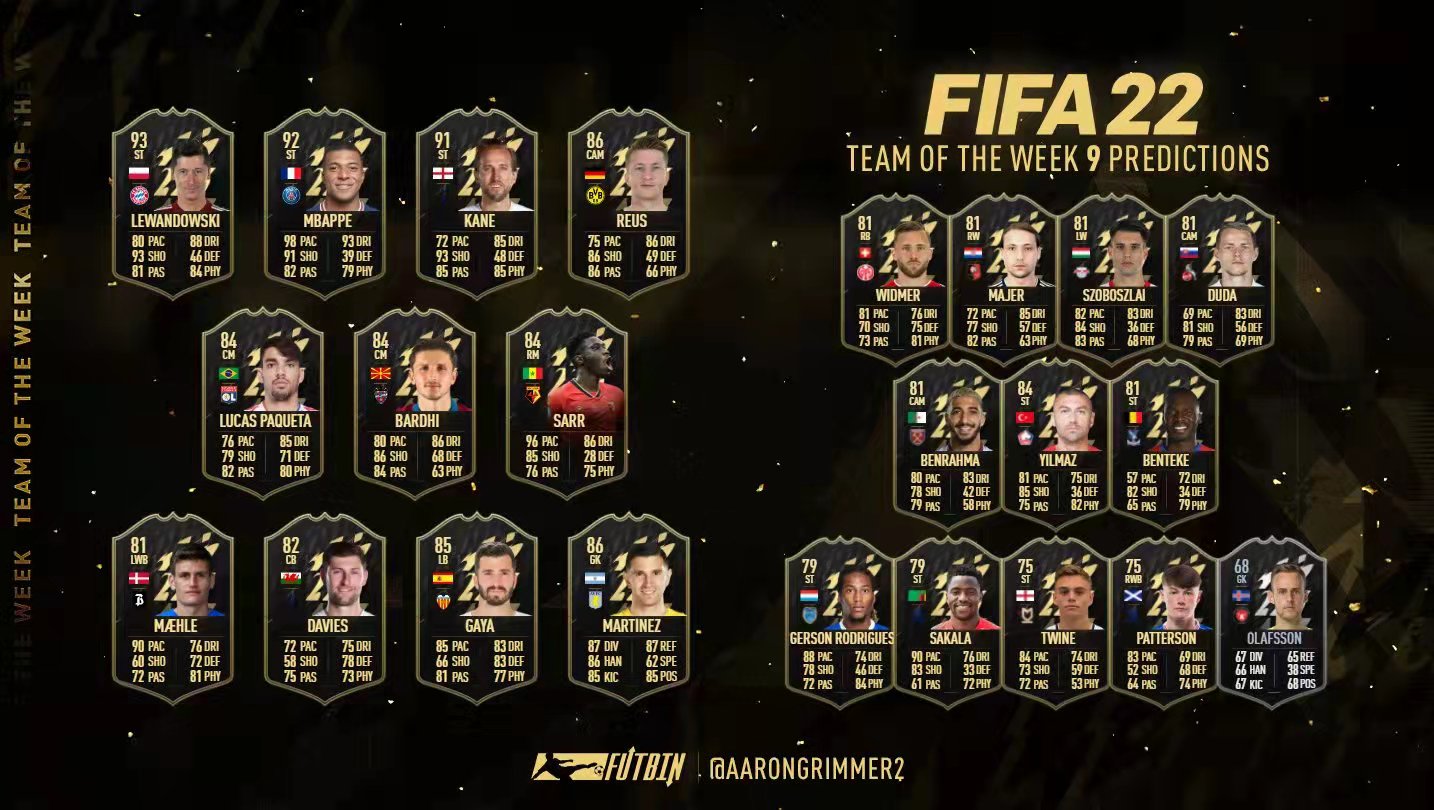 TEAM OF THE WEEK TEAM OF THE WEEK TEAM OF THE WEEK
FIFA 22
TEAM OF THE WEEK 9 PREDICTIONS
93
ST
LEWANDOWSKI
80 PAC 88 DRI
93 SHO 46 DEF
81 PAS 84 PHY
92
ST
MBAPPE
98 PAC 93 DRI
91 SHO 39 DEF
82 PAS 79 PHY
91
ST
KANE
72 PAC 85 DRI
93 SHO 48 DEF
85 PAS 85 PHY
86
CAM
REUS
75 PAC 86 DRI
86 SHO 49 DEF
86 PAS 66 PHY
84
CM
LUCAS PAQUETÁ
76 PAC 85 DRI
79 SHO 71 DEF
82 PAS 80 PHY
84
CM
BARDHI
80 PAC 86 DRI
86 SHO 68 DEF
84 PAS 63 PHY
84
RM
SARR
96 PAC 86 DRI
85 SHO 28 DEF
76 PAS 75 PHY
81
LWB
MÆHLE
90 PAC 76 DRI
60 SHO 72 DEF
72 PAS 81 PHY
82
CB
DAVIES
72 PAC 75 DRI
58 SHO 78 DEF
75 PAS 73 PHY
85
LB
GAYA
85 PAC 83 DRI
66 SHO 83 DEF
81 PAS 77 PHY
86
GK
MARTINEZ
87 DIV 87 REF
86 HAN 62 SPE
85 KIC 85 POS
81
RB
WIDMER
81 PAC 76 DRI
70 SHO 75 DEF
73 PAS 81 PHY
81
RW
MAJER
72 PAC 85 DRI
77 SHO 57 DEF
82 PAS 63 PHY
81
LW
SZOBOSZLAI
82 PAC 83 DRI
84 SHO 36 DEF
83 PAS 68 PHY
81
CAM
DUDA
69 PAC 83 DRI
81 SHO 56 DEF
79 PAS 69 PHY
81
CAM
BENRAHMA
80 PAC 83 DRI
78 SHO 42 DEF
79 PAS 58 PHY
84
ST
YILMAZ
81 PAC 75 DRI
85 SHO 36 DEF
75 PAS 82 PHY
81
ST
BENTEKE
57 PAC 72 DRI
82 SHO 34 DEF
65 PAS 79 PHY
79
ST
GERSON RODRIGUES
88 PAC 74 DRI
78 SHO 46 DEF
72 PAS 84 PHY
79
ST
SAKALA
90 PAC 76 DRI
83 SHO 33 DEF
61 PAS 72 PHY
75
ST
TWINE
84 PAC 74 DRI
73 SHO 59 DEF
72 PAS 53 PHY
75
RWB
PATTERSON
83 PAC 69 DRI
52 SHO 68 DEF
64 PAS 74 PHY
68
GK
OLAFSSON
67 DIV 65 REF
66 HAN 38 SPE
67 KIC 68 POS
FUTBIN @AARONGRIMMER2